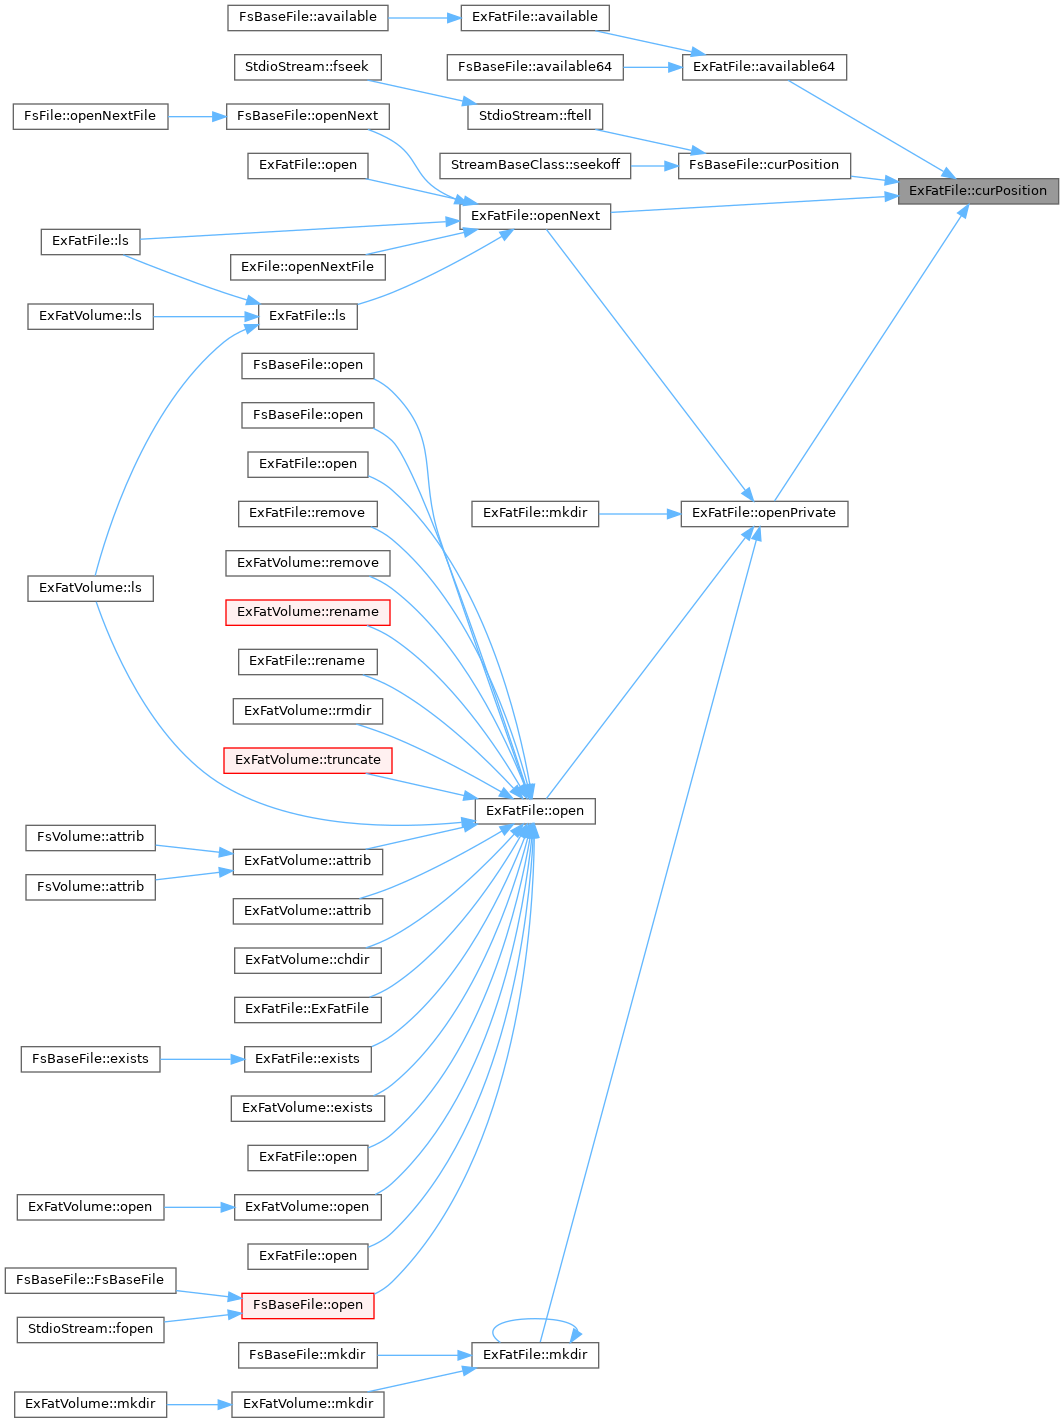 FsBaseFile::available
ExFatFile::available
StdioStream::fseek
FsBaseFile::available64
ExFatFile::available64
FsFile::openNextFile
FsBaseFile::openNext
StdioStream::ftell
ExFatFile::open
StreamBaseClass::seekoff
FsBaseFile::curPosition
ExFatFile::curPosition
ExFatFile::openNext
ExFatFile::ls
ExFile::openNextFile
ExFatVolume::ls
ExFatFile::ls
FsBaseFile::open
FsBaseFile::open
ExFatFile::open
ExFatFile::remove
ExFatFile::mkdir
ExFatFile::openPrivate
ExFatVolume::remove
ExFatVolume::ls
ExFatVolume::rename
ExFatFile::rename
ExFatVolume::rmdir
ExFatVolume::truncate
ExFatFile::open
FsVolume::attrib
ExFatVolume::attrib
FsVolume::attrib
ExFatVolume::attrib
ExFatVolume::chdir
ExFatFile::ExFatFile
FsBaseFile::exists
ExFatFile::exists
ExFatVolume::exists
ExFatFile::open
ExFatVolume::open
ExFatVolume::open
ExFatFile::open
FsBaseFile::FsBaseFile
FsBaseFile::open
StdioStream::fopen
FsBaseFile::mkdir
ExFatFile::mkdir
ExFatVolume::mkdir
ExFatVolume::mkdir